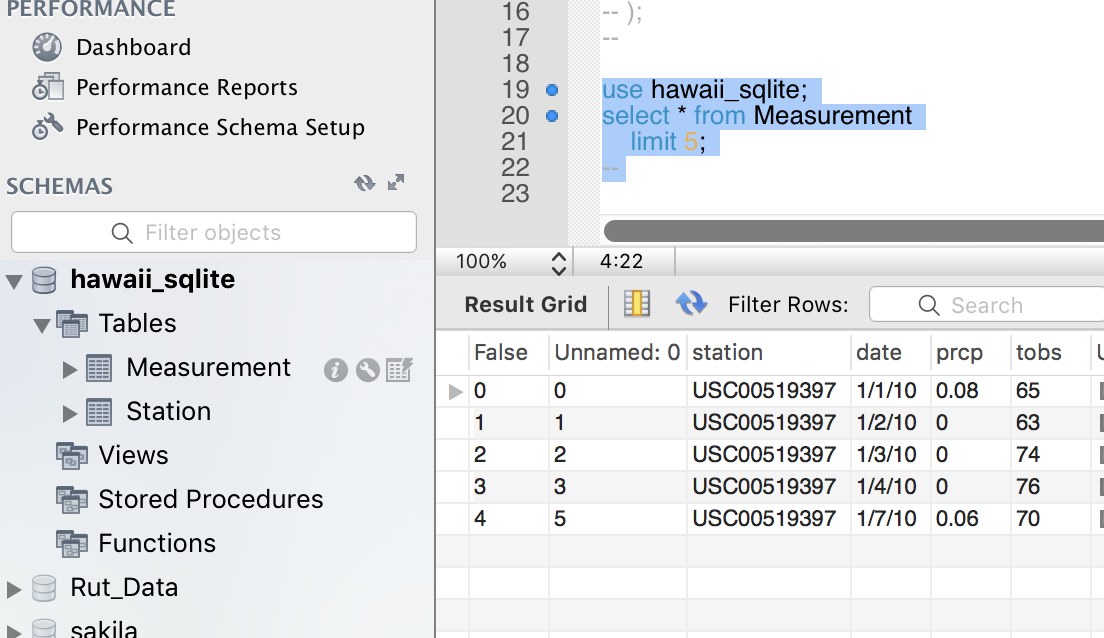 PERFORMANCE
Dashboard
Performance Reports
Performance Schema Setup
SCHEMAS
Filter objects
hawaii_sqlite
Tables
Measurement
Station
Views
Stored Procedures
Functions
Rut_Data
sakila
16 -- );
17 --
18
19 use hawaii_sqlite;
20 select * from Measurement
21 limit 5;
22 --
23
100% 4:22
Result Grid Filter Rows: Search
False Unnamed: 0 station date prcp tobs
0 0 USC00519397 1/1/10 0.08 65
1 1 USC00519397 1/2/10 0 63
2 2 USC00519397 1/3/10 0 74
3 3 USC00519397 1/4/10 0 76
4 5 USC00519397 1/7/10 0.06 70